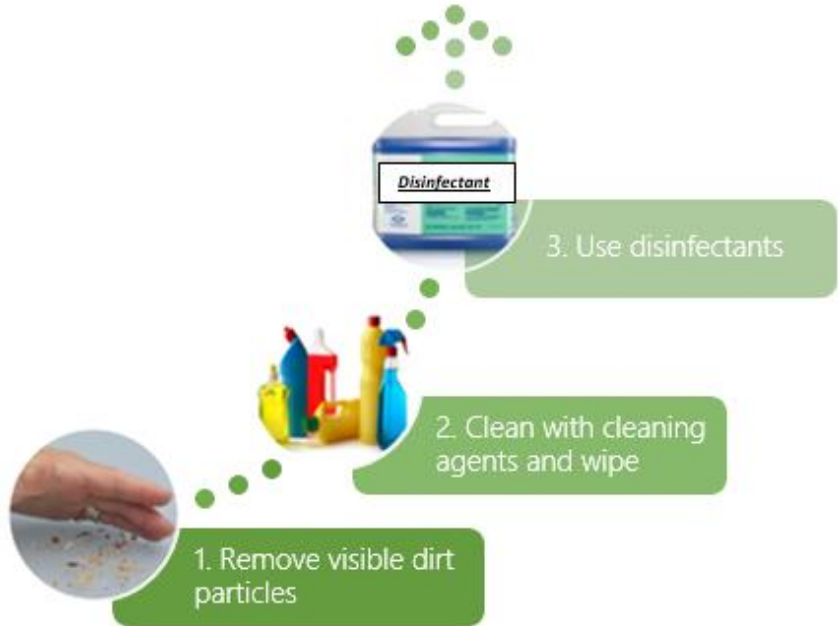 Disinfectant
3. Use disinfectants
2. Clean with cleaning
agents and wipe
1. Remove visible dirt
particles